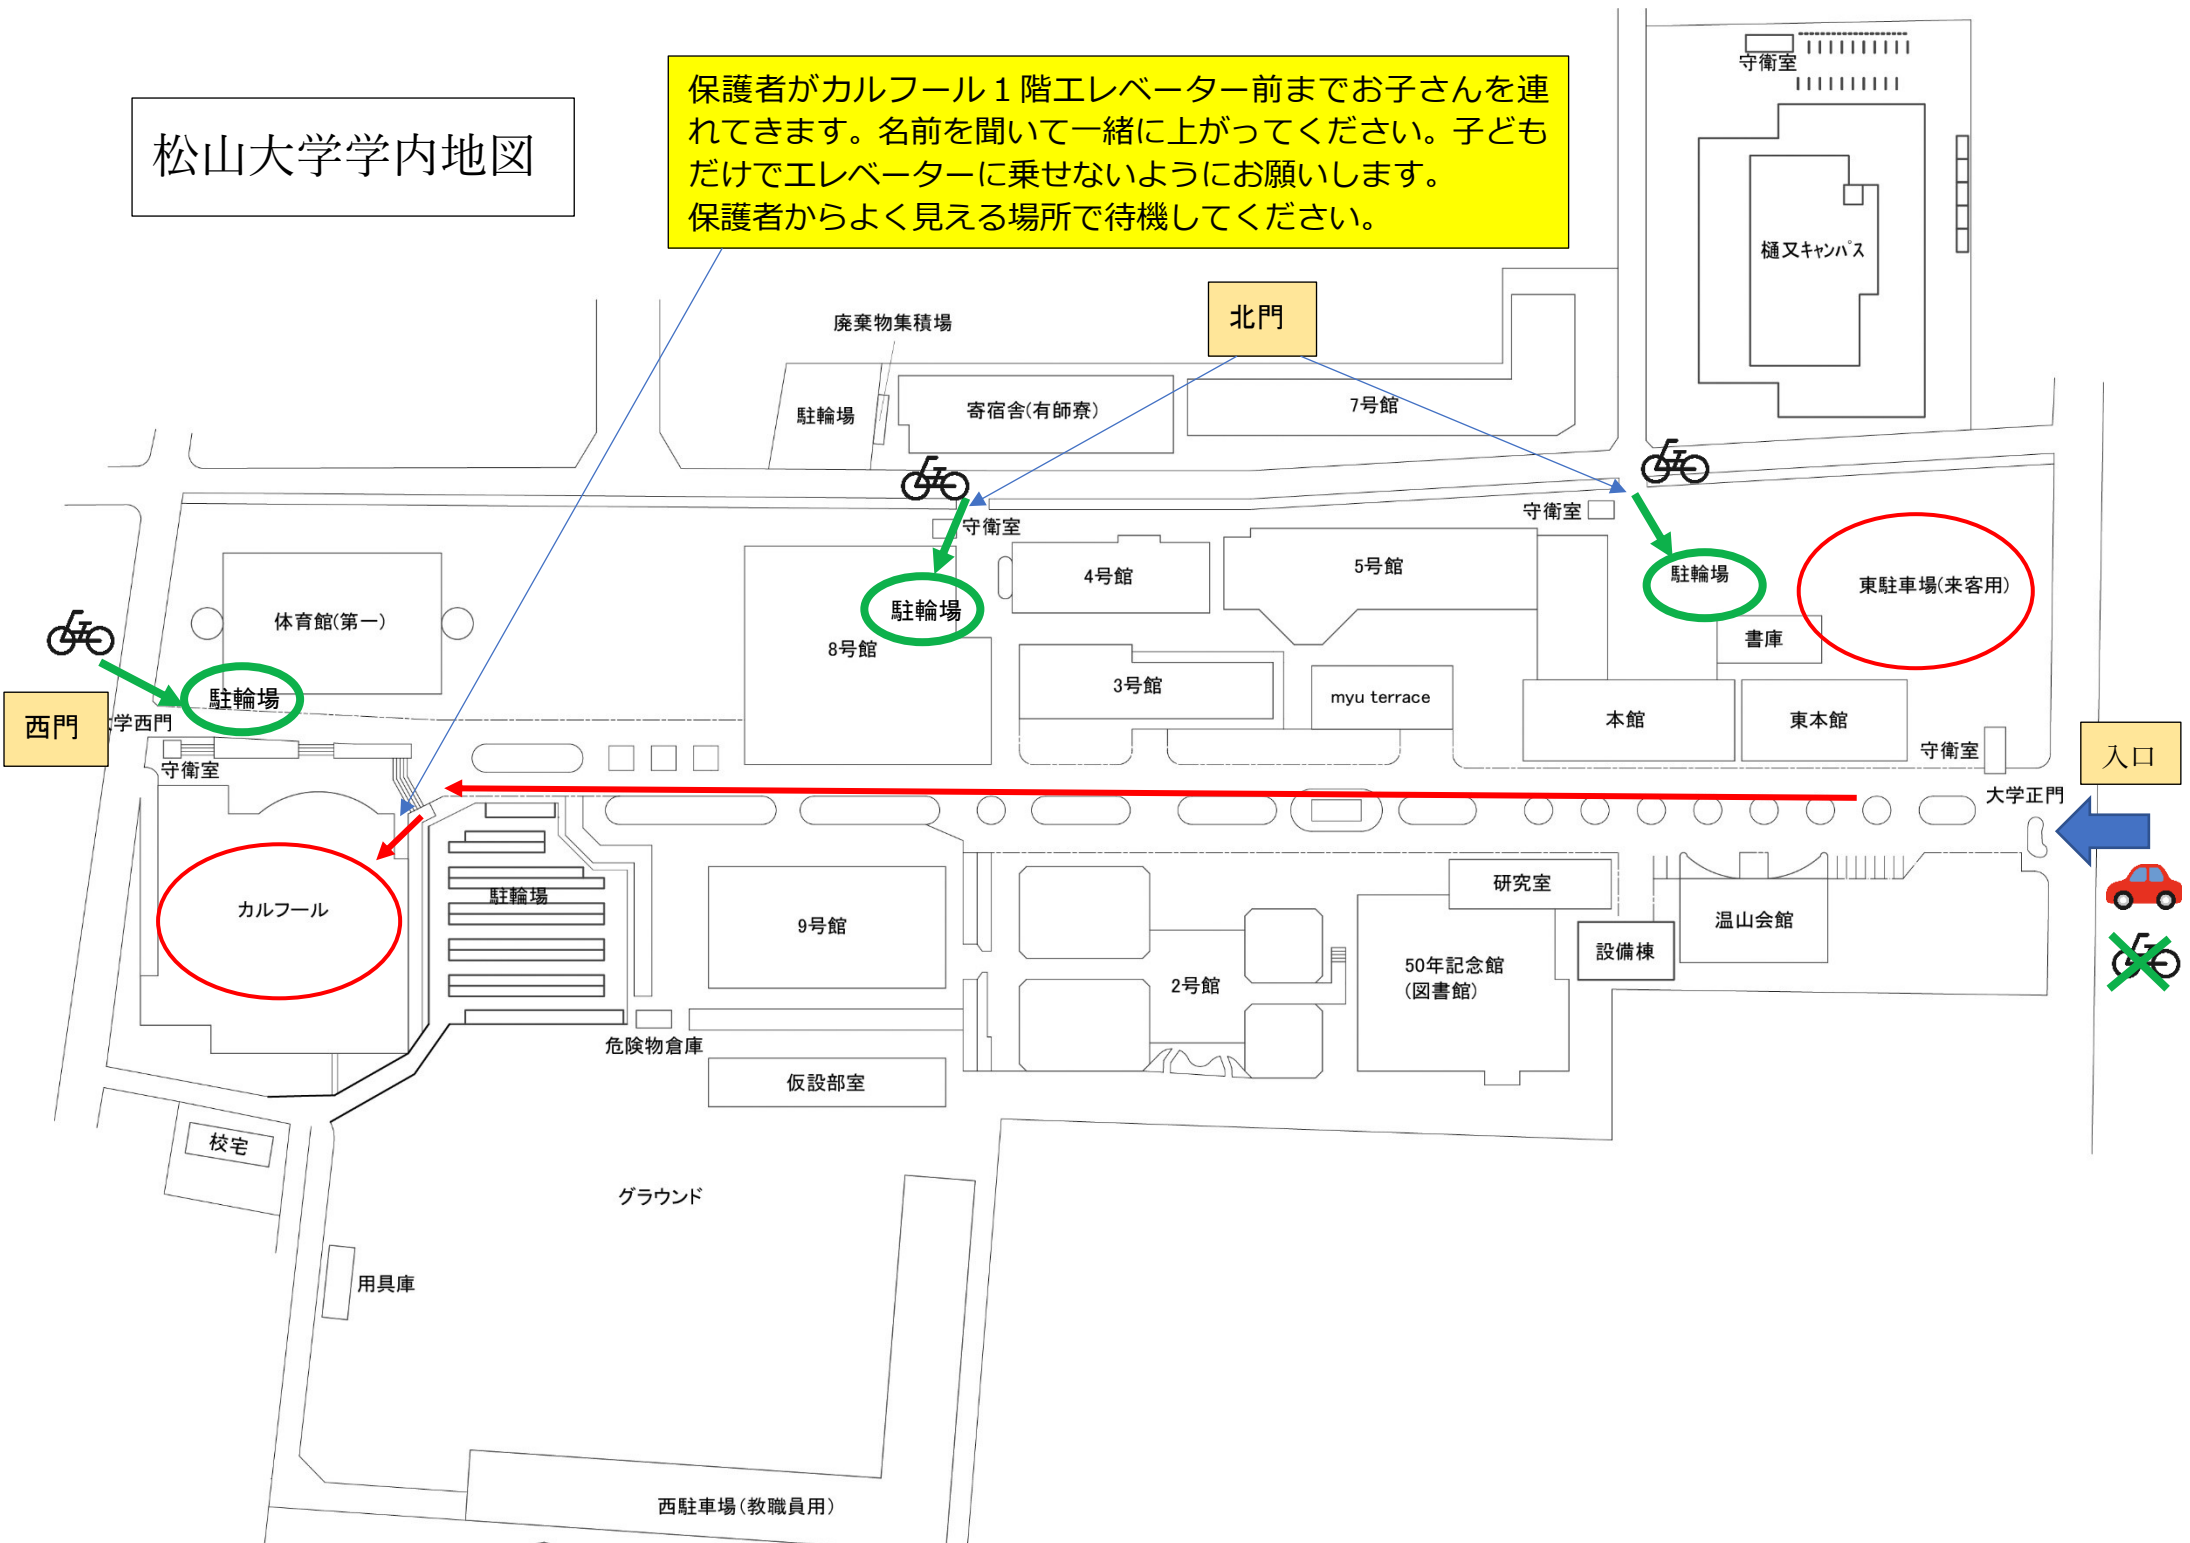 守衛室
保護者がカルフール１階エレベーター前までお子さんを連
れてきます。名前を聞いて一緒に上がってください。子ども
だけでエレベーターに乗せないようにお願いします。
保護者からよく見える場所で待機してください。
松山大学学内地図
樋又キャンパス
北門
廃棄物集積場
駐輪場
寄宿舎(有師寮)
7号館
守衛室
守衛室
4号館
5号館
駐輪場
東駐車場(来客用)
駐輪場
体育館(第一)
8号館
書庫
3号館
myu terrace
駐輪場
本館
東本館
西門
学西門
守衛室
守衛室
入口
大学正門
カルフール
駐輪場
9号館
研究室
温山会館
設備棟
50年記念館
(図書館)
2号館
危険物倉庫
仮設部室
校宅
グラウンド
用具庫
西駐車場(教職員用)